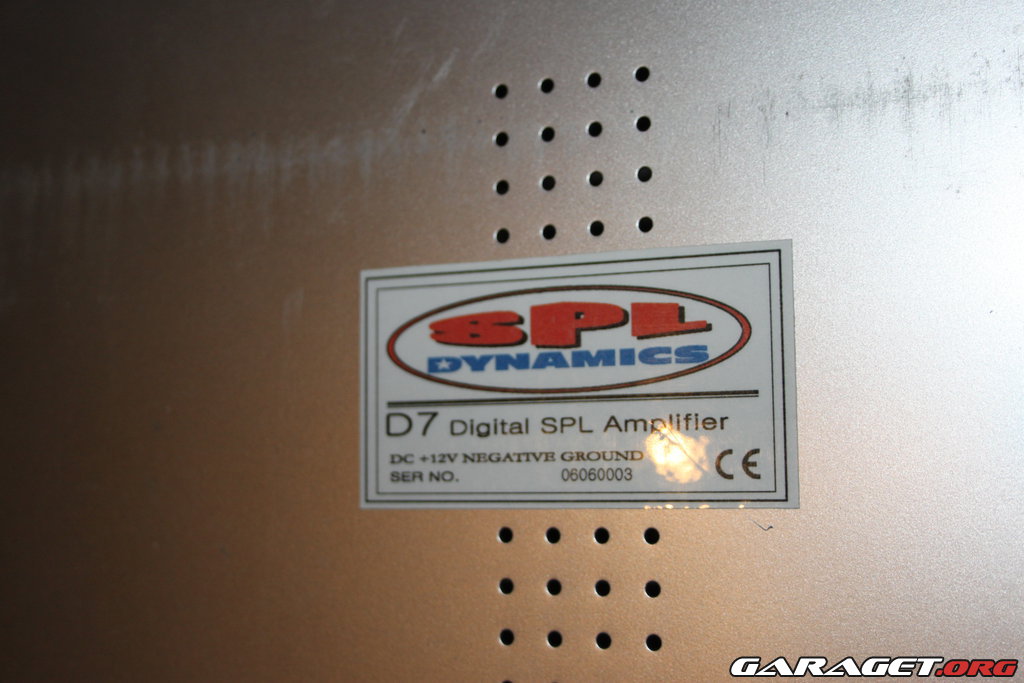 SPL
DYNAMICS
D7 Digital SPL Amplifier
DC +12V NEGATIVE GROUND
SER NO. 06060003
CE
GARAGET.ORG